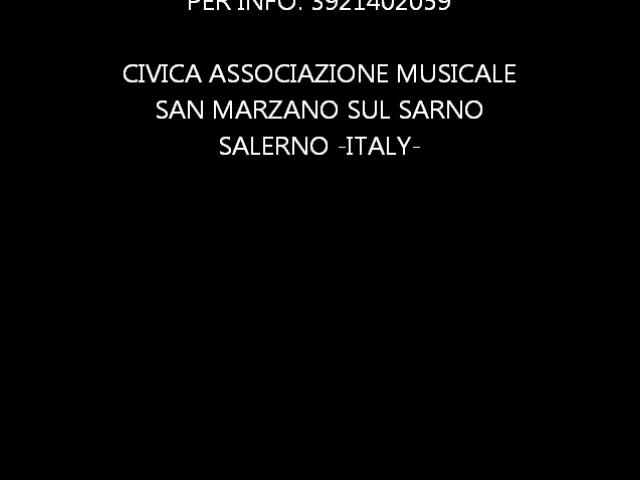 PER INFO: 3921402059
CIVICA ASSOCIAZIONE MUSICALE
SAN MARZANO SUL SARNO
SALERNO -ITALY-